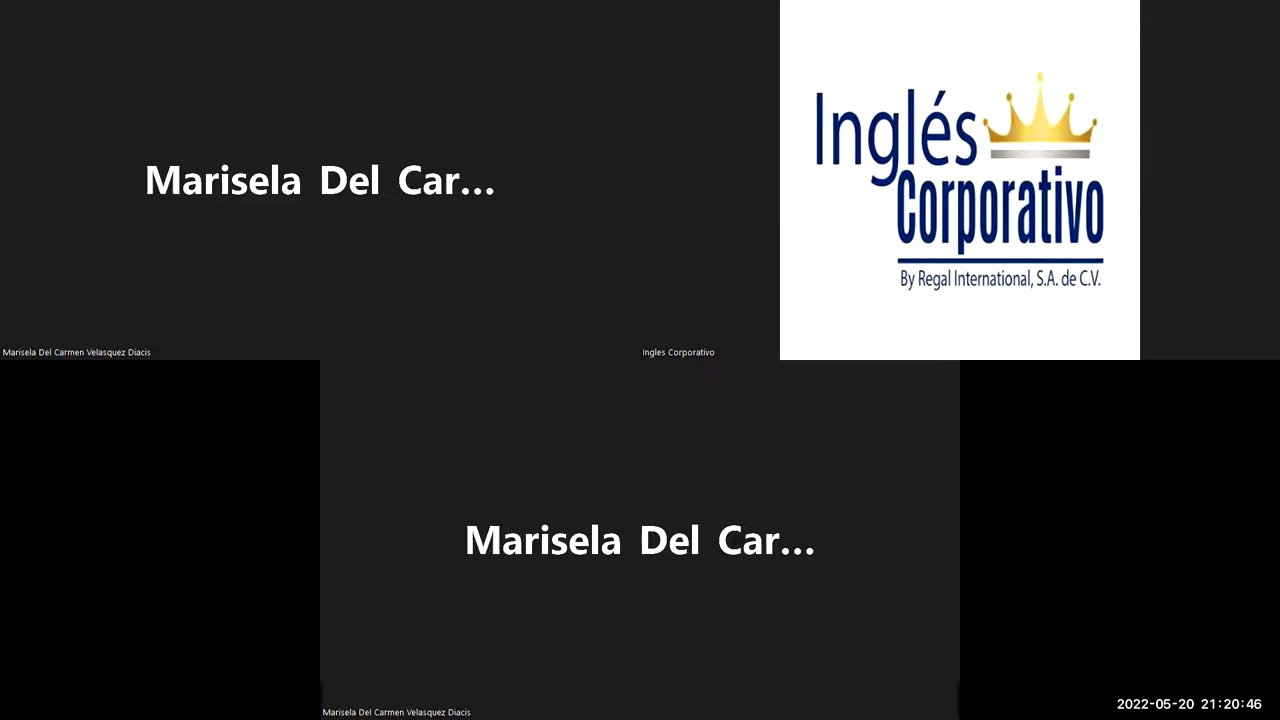 Marisela Del Car...
Inglés
Corporativo
By Regal International, S.A. de C.V.
Marisela Del Carmen Velasquez Diacis
Ingles Corporativo
Marisela Del Car...
Marisela Del Carmen Velasquez Diacis
2022-05-20 21:20:46